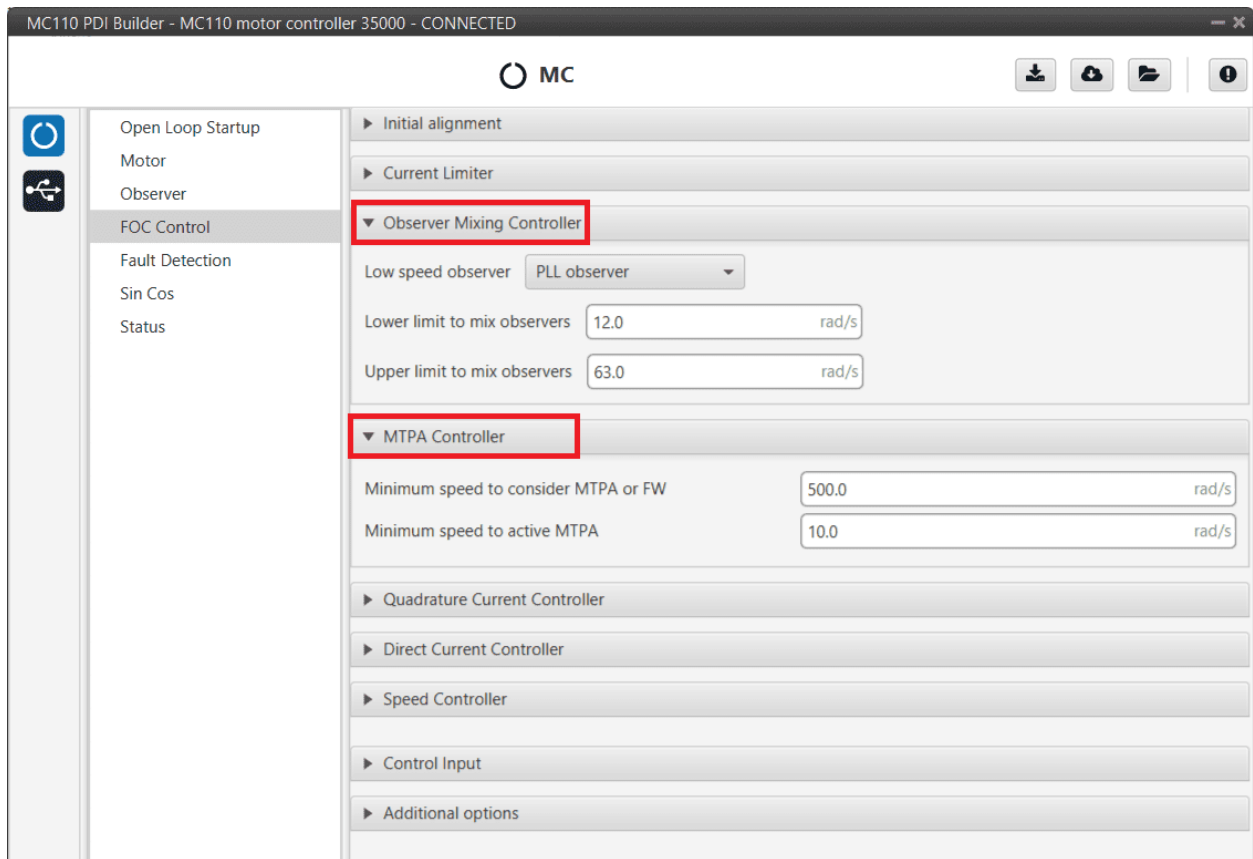 MC110 PDI Builder - MC110 motor controller 35000 - CONNECTED
MC
Open Loop Startup
Motor
Observer
FOC Control
Fault Detection
Sin Cos
Status
Initial alignment
Current Limiter
Observer Mixing Controller
Low speed observer PLL observer
Lower limit to mix observers 12.0 rad/s
Upper limit to mix observers 63.0 rad/s
MTPA Controller
Minimum speed to consider MTPA or FW 500.0 rad/s
Minimum speed to active MTPA 10.0 rad/s
Quadrature Current Controller
Direct Current Controller
Speed Controller
Control Input
Additional options